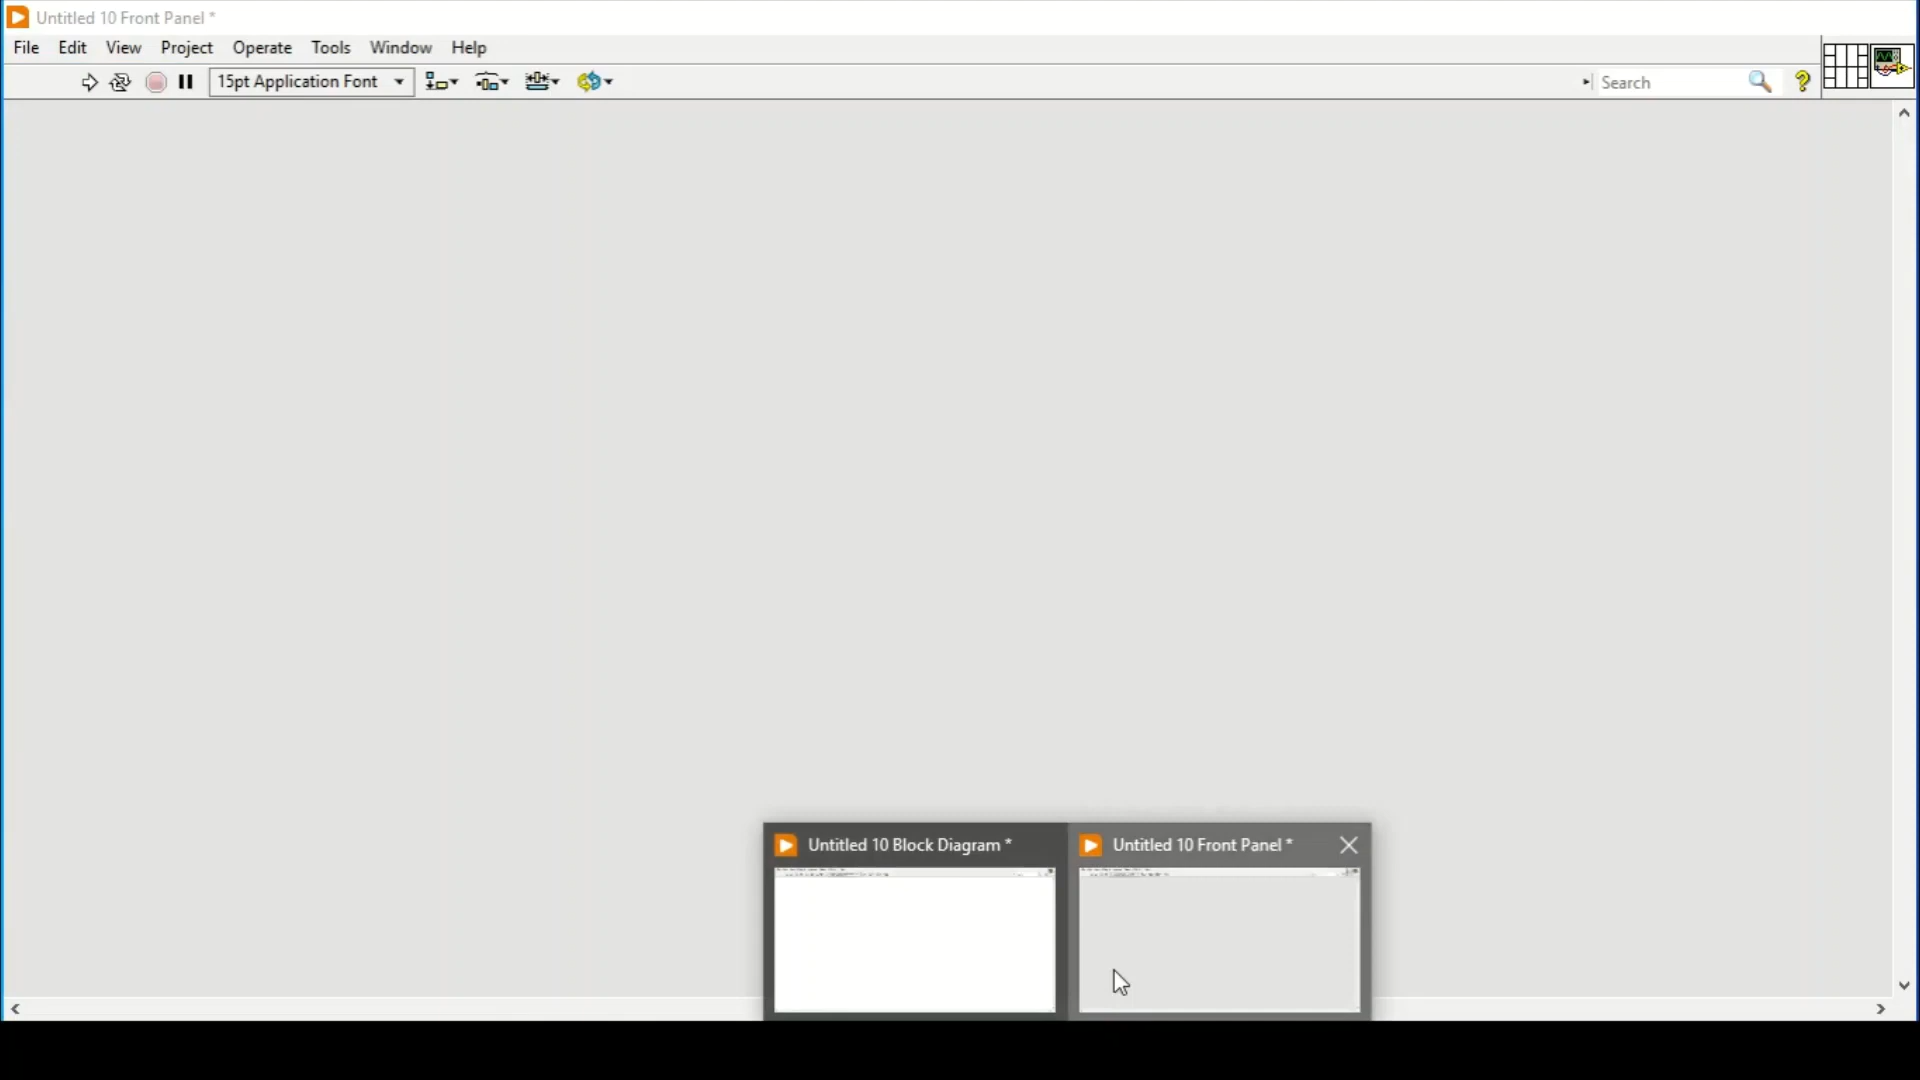 Untitled 10 Front Panel *
File Edit View Project Operate Tools Window Help
15pt Application Font
Search
?
Untitled 10 Block Diagram *
Untitled 10 Front Panel *